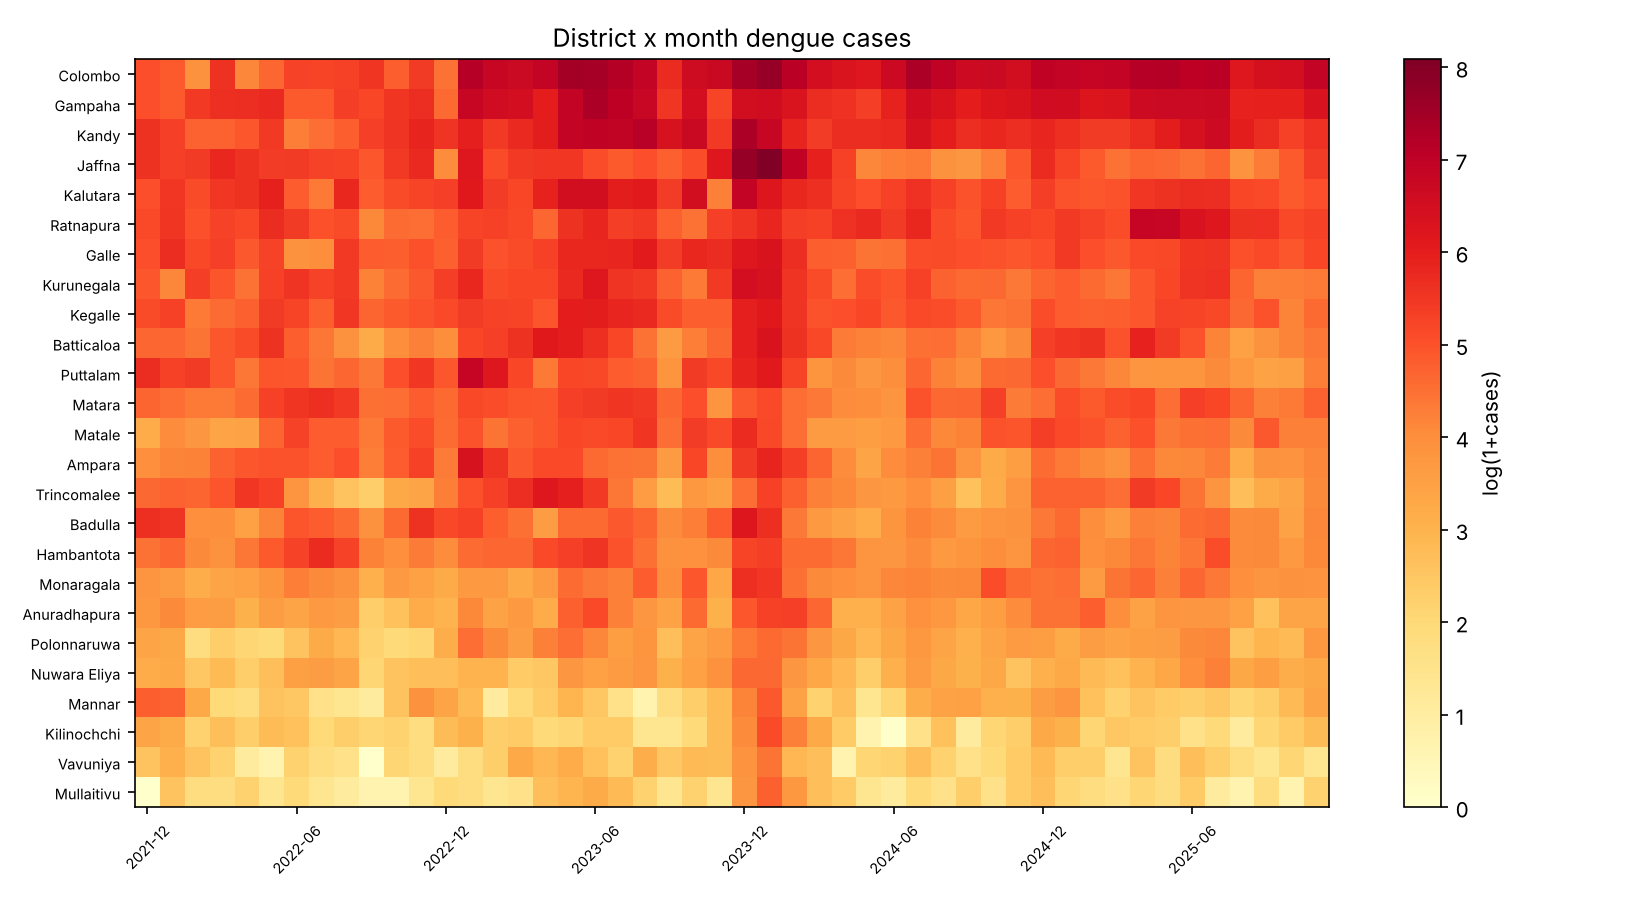 District x month dengue cases
Colombo
Gampaha
Kandy
Jaffna
Kalutara
Ratnapura
Galle
Kurunegala
Kegalle
Batticaloa
Puttalam
Matara
Matale
Ampara
Trincomalee
Badulla
Hambantota
Monaragala
Anuradhapura
Polonnaruwa
Nuwara Eliya
Mannar
Kilinochchi
Vavuniya
Mullaitivu
2021-12
2022-06
2022-12
2023-06
2023-12
2024-06
2024-12
2025-06
8
7
6
5
4
3
2
1
0
log(1+cases)